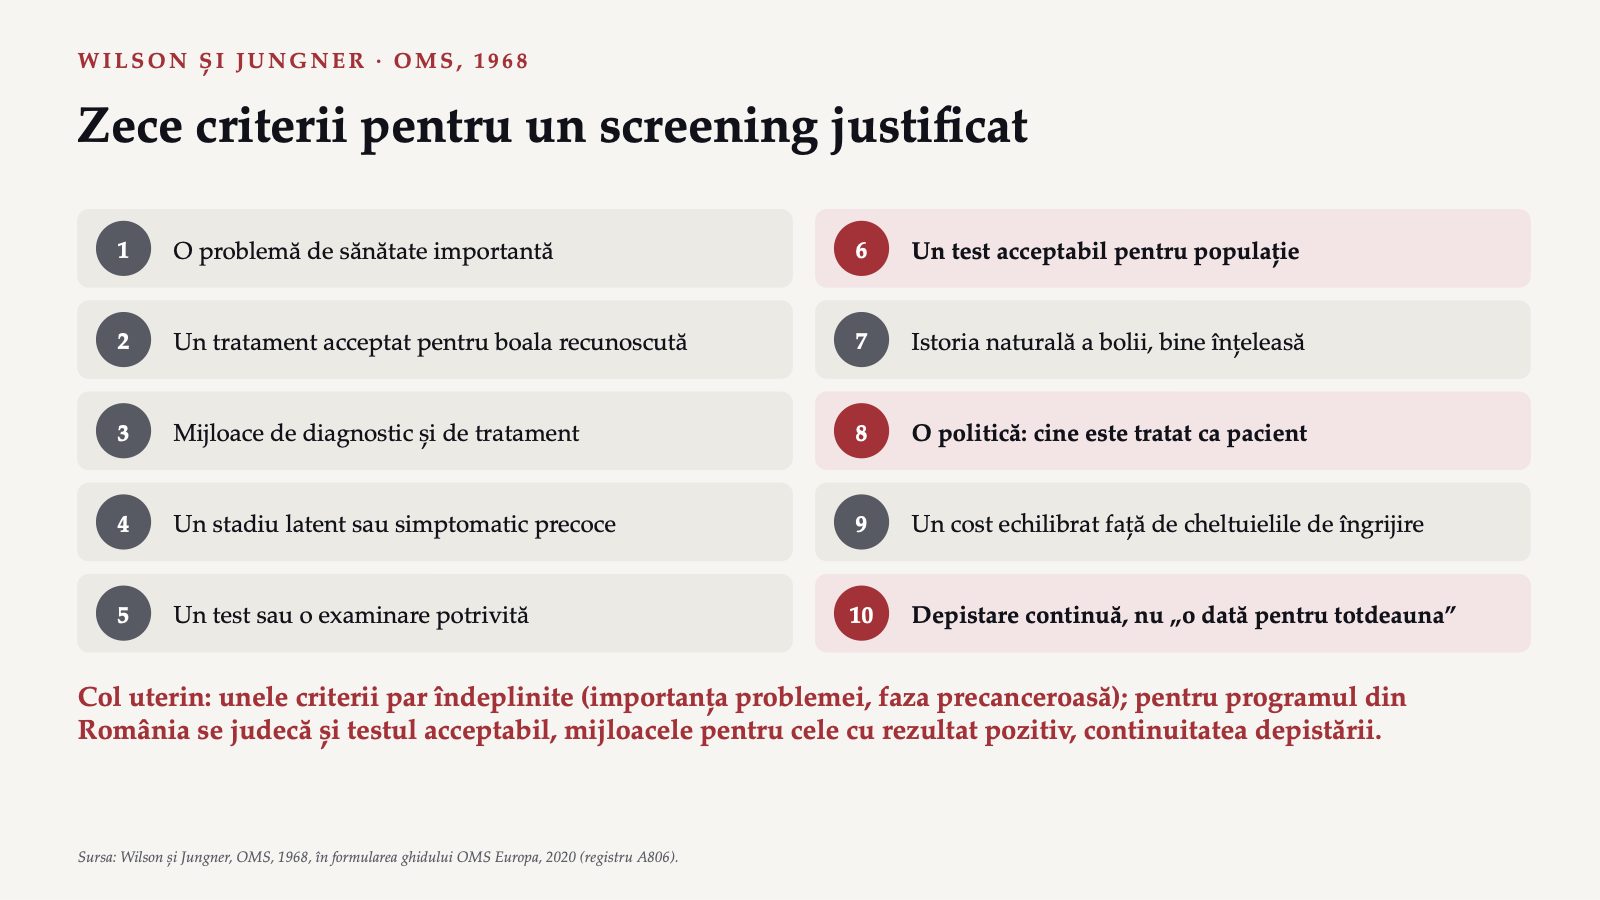 WILSON ȘI JUNGNER · OMS, 1968
Zece criterii pentru un screening justificat
1 O problemă de sănătate importantă
2 Un tratament acceptat pentru boala recunoscută
3 Mijloace de diagnostic și de tratament
4 Un stadiu latent sau simptomatic precoce
5 Un test sau o examinare potrivită
6 Un test acceptabil pentru populație
7 Istoria naturală a bolii, bine înțeleasă
8 O politică: cine este tratat ca pacient
9 Un cost echilibrat față de cheltuielile de îngrijire
10 Depistare continuă, nu „o dată pentru totdeauna”
Col uterin: unele criterii par îndeplinite (importanța problemei, faza precanceroasă); pentru programul din
România se judecă și testul acceptabil, mijloacele pentru cele cu rezultat pozitiv, continuitatea depistării.
Sursa: Wilson și Jungner, OMS, 1968, în formularea ghidului OMS Europa, 2020 (registru A806).